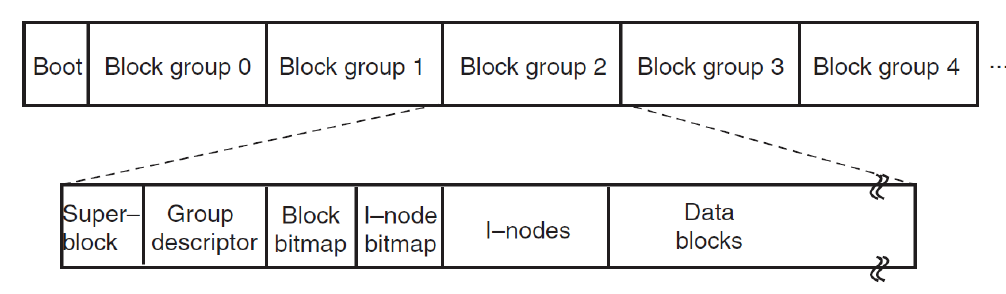 Boot Block group 0 Block group 1 Block group 2 Block group 3 Block group 4 ...
Super– Group Block I–node I–nodes Data
block descriptor bitmap bitmap blocks